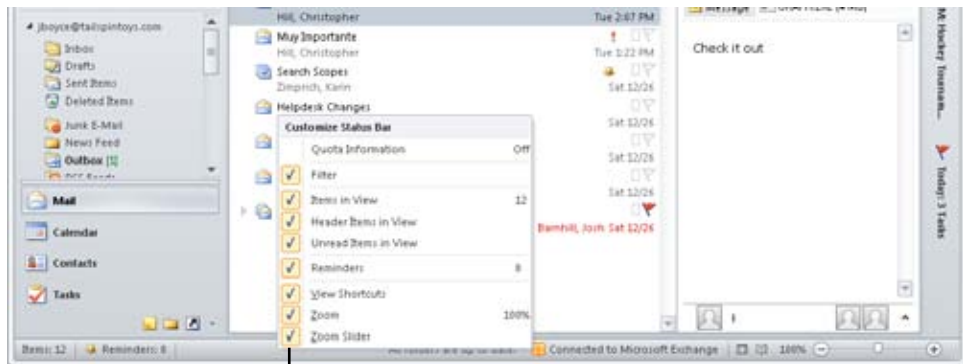 jboyce@tailspintoys.com
Inbox
Drafts
Sent Items
Deleted Items
Junk E-Mail
News Feed
Outbox [1]
Mail
Calendar
Contacts
Tasks
Items: 12 Reminders: 8
Hill, Christopher Tue 2:07 PM
Muy Importante
Hill, Christopher Tue 1:22 PM
Search Scopes
Zimprich, Karin Sat 12/26
Helpdesk Changes
Sat 12/26
Sat 12/26
Sat 12/26
Barnhill, Josh Sat 12/26
Customize Status Bar
Quota Information Off
Filter
Items in View 12
Header Items in View
Unread Items in View
Reminders 8
View Shortcuts
Zoom 100%
Zoom Slider
Message
Check it out
Connected to Microsoft Exchange 100%
M: Hockey Tournam...
Today: 3 Tasks